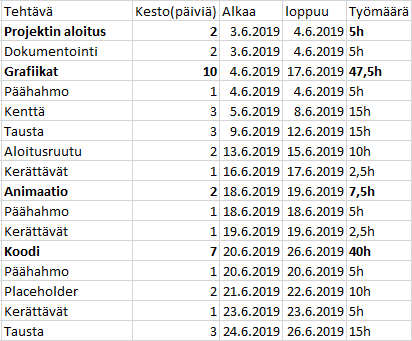 Tehtävä Kesto(päiviä) Alkaa loppuu Työmäärä
Projektin aloitus 2 3.6.2019 4.6.2019 5h
Dokumentointi 2 3.6.2019 4.6.2019 5h
Grafiikat 10 4.6.2019 17.6.2019 47,5h
Päähahmo 1 4.6.2019 4.6.2019 5h
Kenttä 3 5.6.2019 8.6.2019 15h
Tausta 3 9.6.2019 12.6.2019 15h
Aloitusruutu 2 13.6.2019 15.6.2019 10h
Kerättävät 1 16.6.2019 17.6.2019 2,5h
Animaatio 2 18.6.2019 19.6.2019 7,5h
Päähahmo 1 18.6.2019 18.6.2019 5h
Kerättävät 1 19.6.2019 19.6.2019 2,5h
Koodi 7 20.6.2019 26.6.2019 40h
Päähahmo 1 20.6.2019 20.6.2019 5h
Placeholder 2 21.6.2019 22.6.2019 10h
Kerättävät 1 23.6.2019 23.6.2019 5h
Tausta 3 24.6.2019 26.6.2019 15h